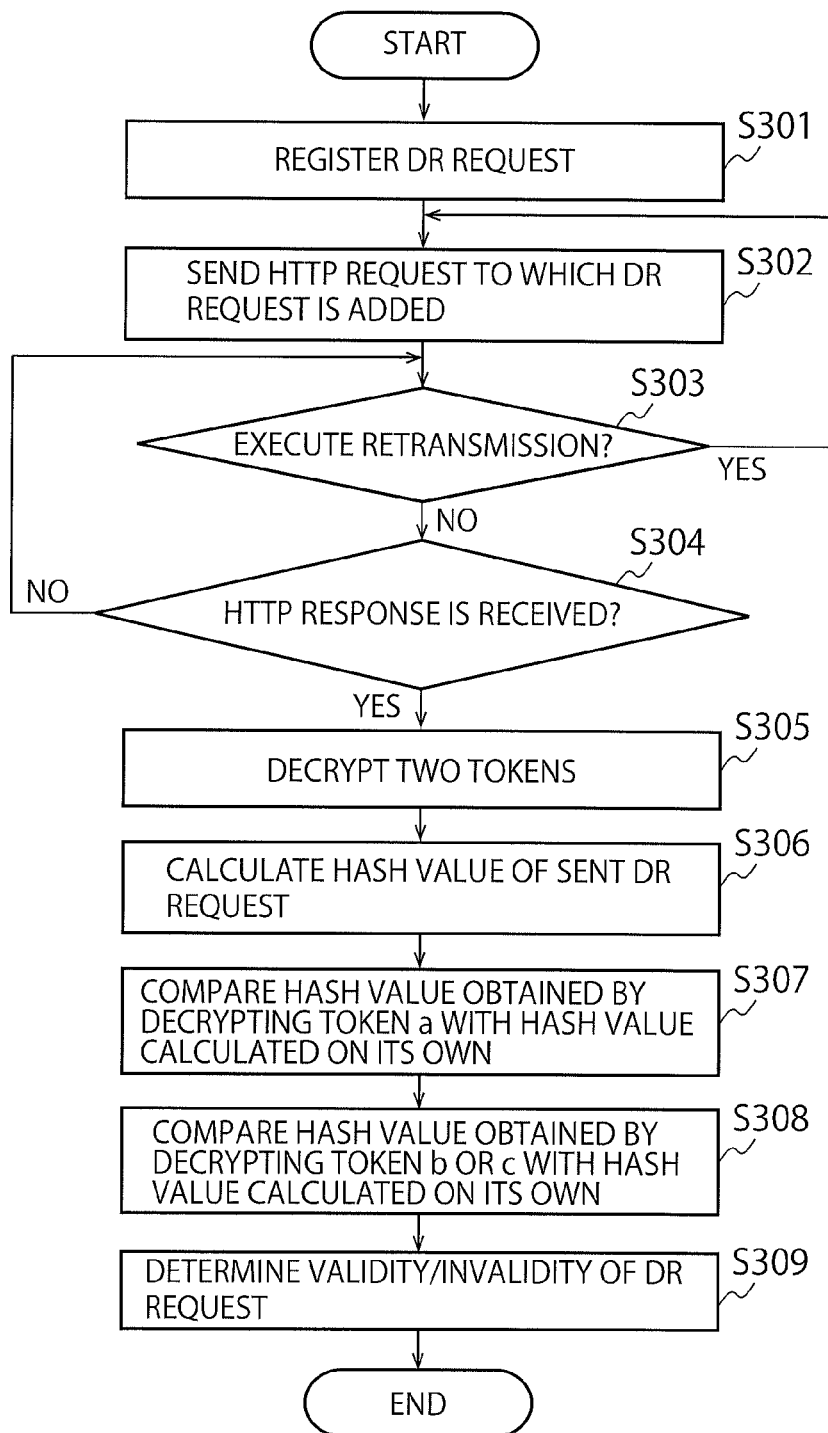 START
S301
REGISTER DR REQUEST
S302
SEND HTTP REQUEST TO WHICH DR
REQUEST IS ADDED
S303
EXECUTE RETRANSMISSION?
YES
NO
S304
NO
HTTP RESPONSE IS RECEIVED?
YES
S305
DECRYPT TWO TOKENS
S306
CALCULATE HASH VALUE OF SENT DR
REQUEST
S307
COMPARE HASH VALUE OBTAINED BY
DECRYPTING TOKEN a WITH HASH VALUE
CALCULATED ON ITS OWN
S308
COMPARE HASH VALUE OBTAINED BY
DECRYPTING TOKEN b OR c WITH HASH
VALUE CALCULATED ON ITS OWN
S309
DETERMINE VALIDITY/INVALIDITY OF DR
REQUEST
END